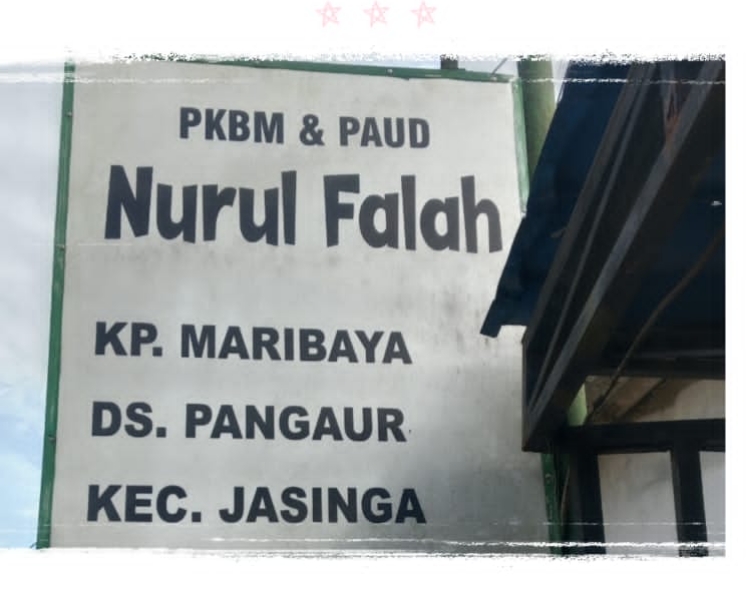 PKBM & PAUD
Nurul Falah
KP. MARIBAYA
DS. PANGAUR
KEC. JASINGA